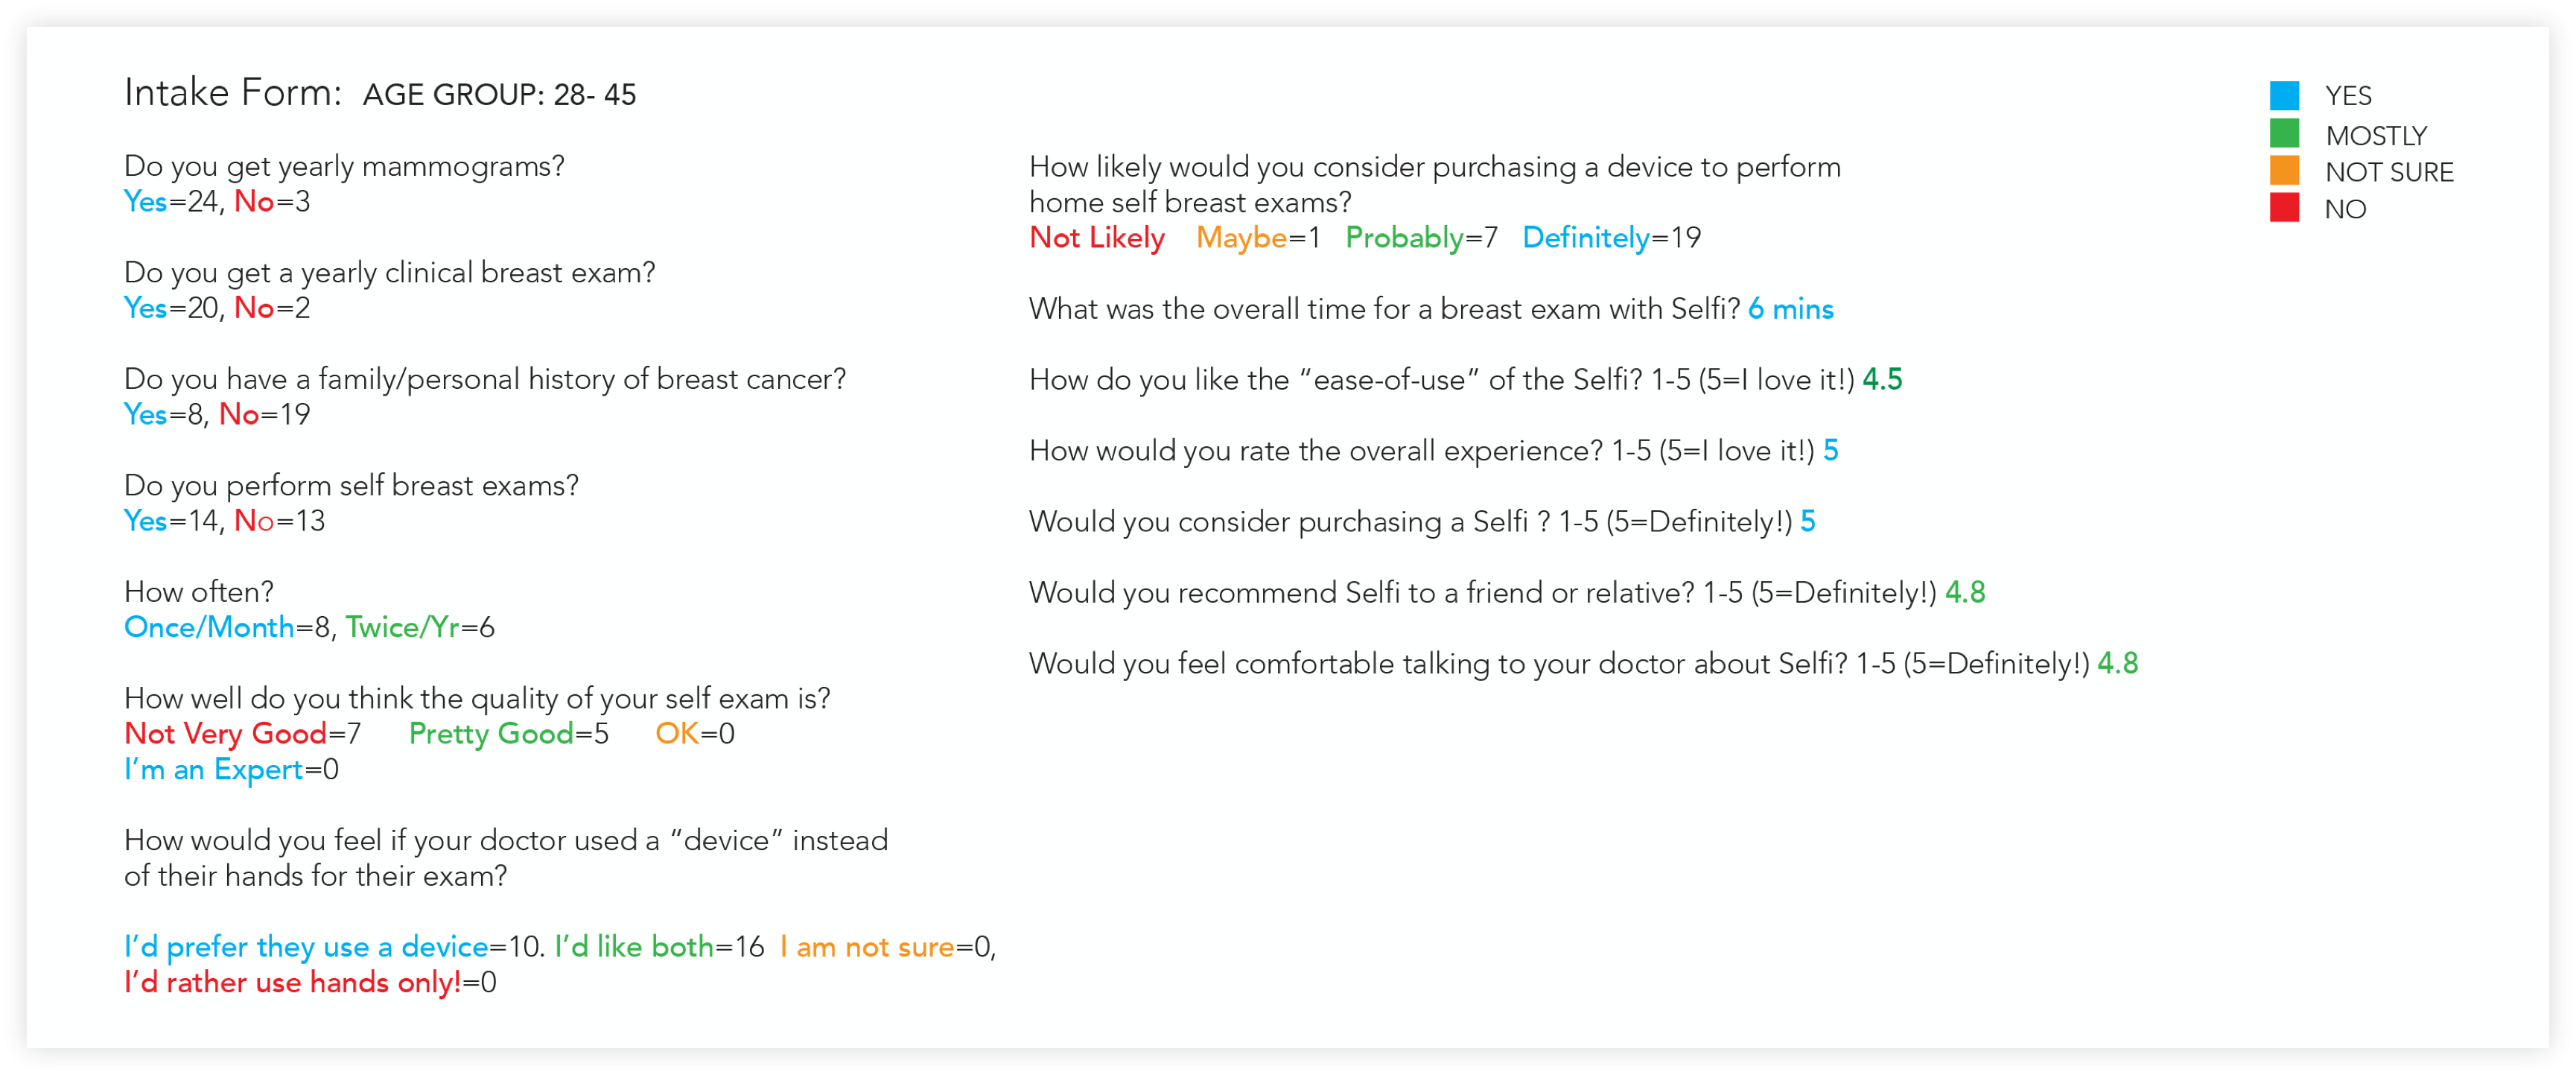 Intake Form: AGE GROUP: 28- 45
Do you get yearly mammograms?
Yes=24, No=3
Do you get a yearly clinical breast exam?
Yes=20, No=2
Do you have a family/personal history of breast cancer?
Yes=8, No=19
Do you perform self breast exams?
Yes=14, No=13
How often?
Once/Month=8, Twice/Yr=6
How well do you think the quality of your self exam is?
Not Very Good=7 Pretty Good=5 OK=0
I’m an Expert=0
How would you feel if your doctor used a “device” instead
of their hands for their exam?
I’d prefer they use a device=10. I’d like both=16 I am not sure=0,
I’d rather use hands only!=0
How likely would you consider purchasing a device to perform
home self breast exams?
Not Likely Maybe=1 Probably=7 Definitely=19
What was the overall time for a breast exam with Selfi? 6 mins
How do you like the “ease-of-use” of the Selfi? 1-5 (5=I love it!) 4.5
How would you rate the overall experience? 1-5 (5=I love it!) 5
Would you consider purchasing a Selfi ? 1-5 (5=Definitely!) 5
Would you recommend Selfi to a friend or relative? 1-5 (5=Definitely!) 4.8
Would you feel comfortable talking to your doctor about Selfi? 1-5 (5=Definitely!) 4.8
YES
MOSTLY
NOT SURE
NO